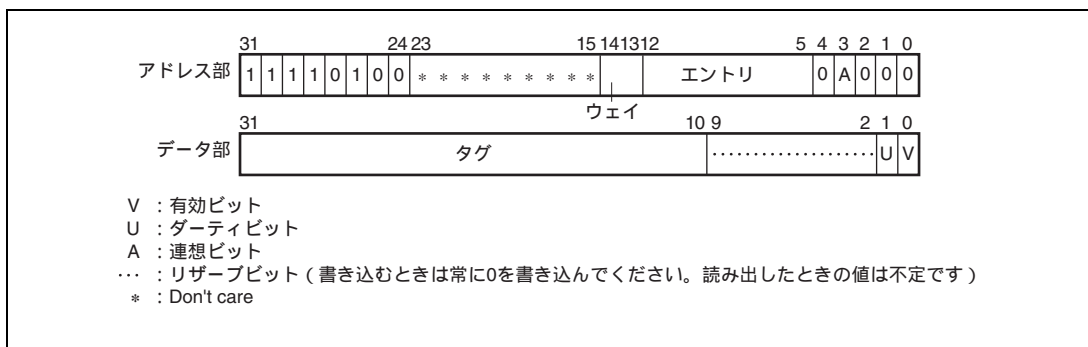 31 24 23 15 14 13 12 5 4 3 2 1 0
アドレス部 1 1 1 1 0 1 0 0 * * * * * * * * * エントリ 0 A 0 0 0
ウェイ
31 10 9 2 1 0
データ部 タグ ・・・・・・・・・・・・・・・・・・・ U V
V ：有効ビット
U ：ダーティビット
A ：連想ビット
… ：リザーブビット（書き込むときは常に0を書き込んでください。読み出したときの値は不定です）
* ：Don't care